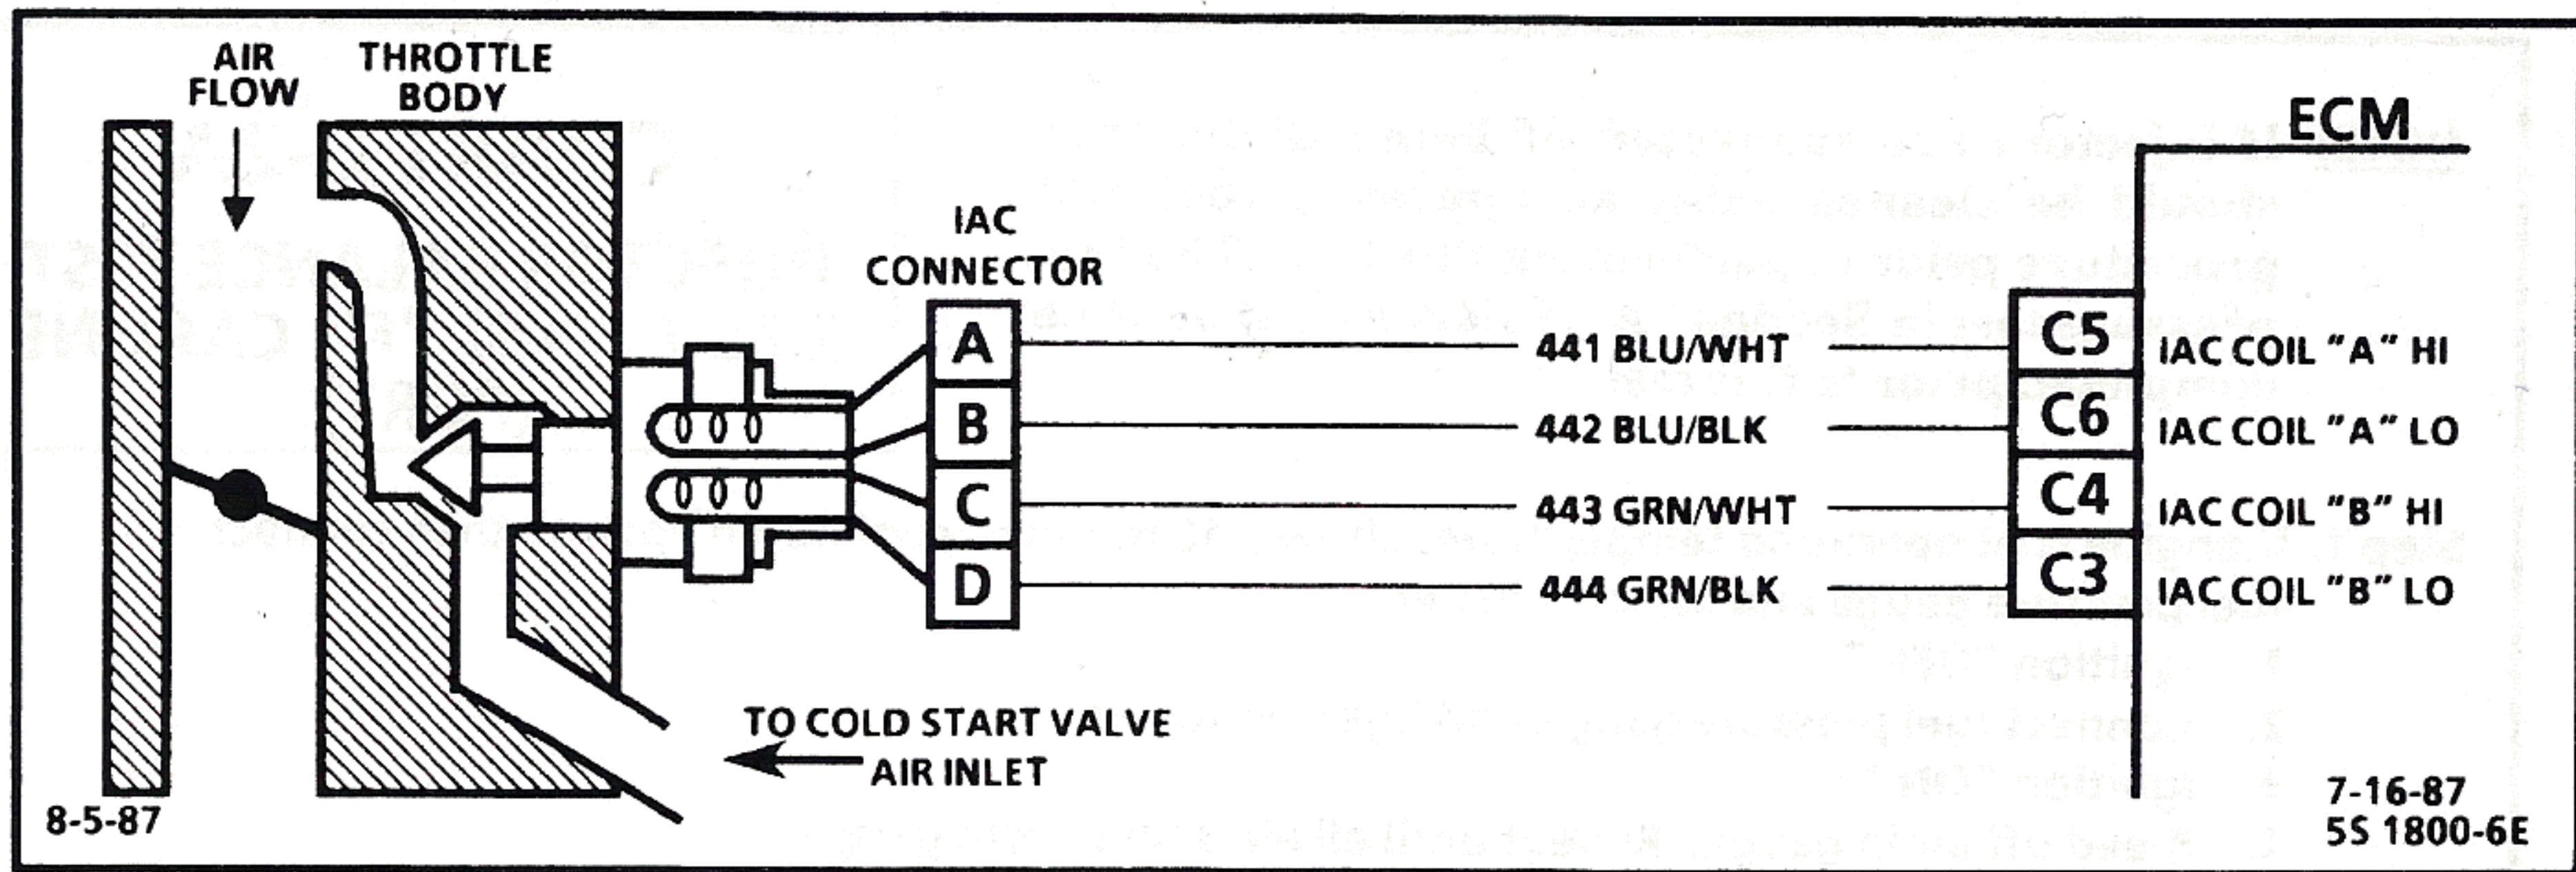 AIR
FLOW
THROTTLE
BODY
ECM
IAC
CONNECTOR
A
441 BLU/WHT
C5
IAC COIL "A" HI
B
442 BLU/BLK
C6
IAC COIL "A" LO
C
443 GRN/WHT
C4
IAC COIL "B" HI
D
444 GRN/BLK
C3
IAC COIL "B" LO
TO COLD START VALVE
AIR INLET
8-5-87
7-16-87
5S 1800-6E